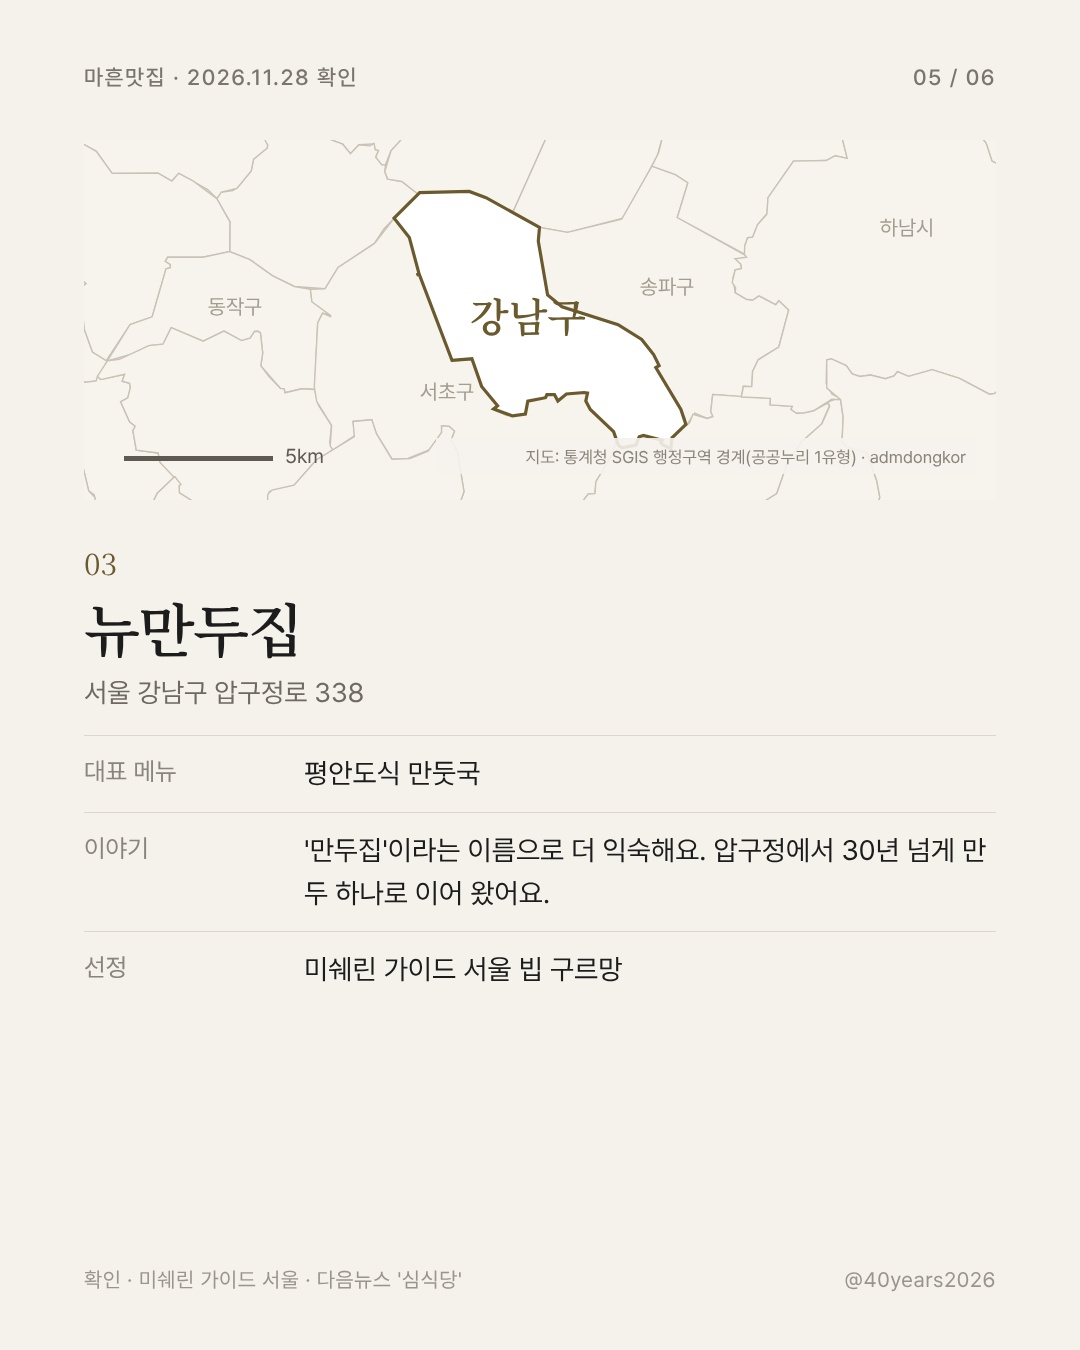 마흔맛집 · 2026.11.28 확인
05 / 06
하남시
송파구
동작구
강남구
서초구
5km
지도: 통계청 SGIS 행정구역 경계(공공누리 1유형) · admdongkor
03
뉴만두집
서울 강남구 압구정로 338
대표 메뉴
평안도식 만둣국
이야기
'만두집'이라는 이름으로 더 익숙해요. 압구정에서 30년 넘게 만
두 하나로 이어 왔어요.
선정
미쉐린 가이드 서울 빕 구르망
확인 · 미쉐린 가이드 서울 · 다음뉴스 '심식당'
@40years2026